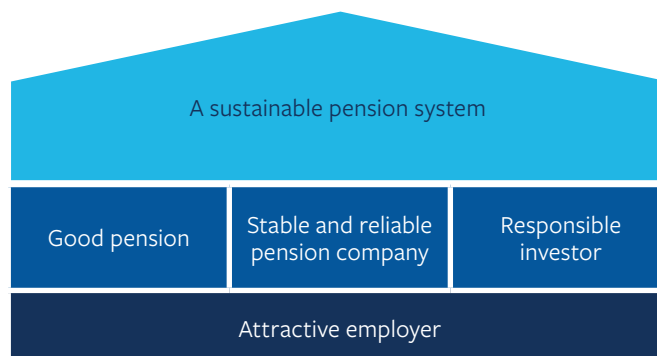 A sustainable pension system
Good pension
Stable and reliable
pension company
Responsible
investor
Attractive employer